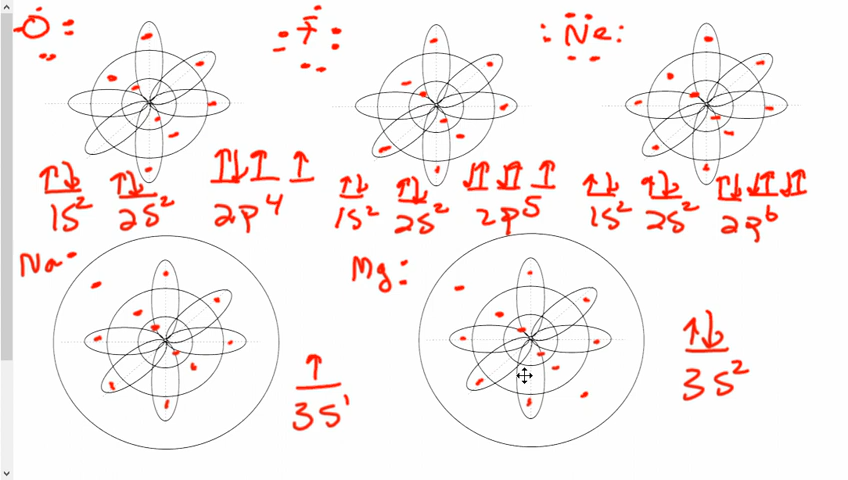 O: F: :Ne:
↑↓ ↑↓ ↑↓ ↑ ↑ ↑↓ ↑↓ ↓↑ ↓↑ ↑ ↑↓ ↑↓ ↑↓ ↓↑ ↓↑
1s² 2s² 2p⁴ 1s² 2s² 2p⁵ 1s² 2s² 2p⁶
Na· Mg:
↑ ↑↓
3s¹ 3s²